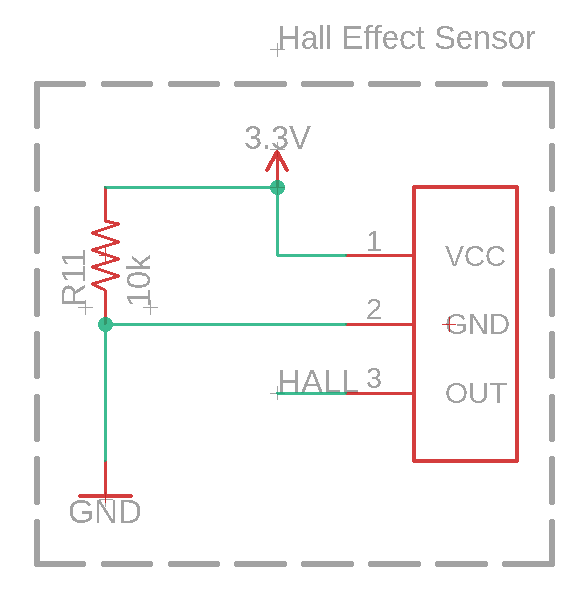 Hall Effect Sensor
3.3V
1
VCC
R11
10k
2
GND
HALL
3
OUT
GND